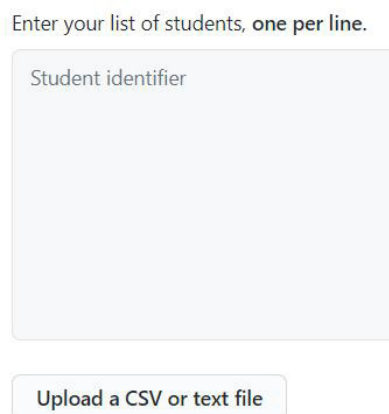 Enter your list of students, one per line.
Student identifier
Upload a CSV or text file